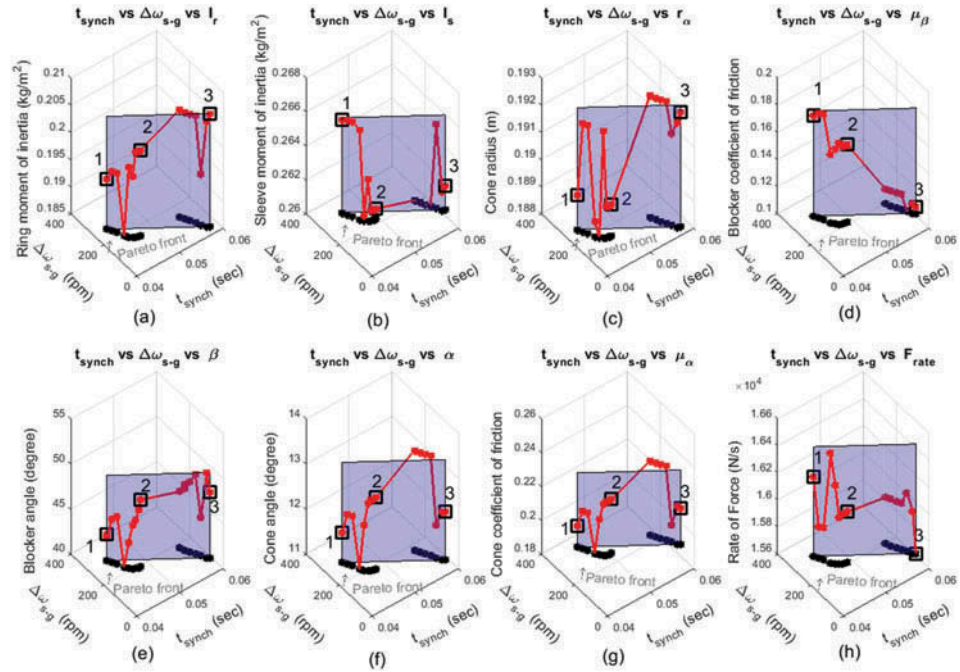 t_synch vs Δω_s-g vs I_r
t_synch vs Δω_s-g vs I_s
t_synch vs Δω_s-g vs r_α
t_synch vs Δω_s-g vs μ_β
Ring moment of inertia (kg/m²)
0.21
0.205
0.2
0.195
0.19
0.185
400
200
0
0.04
0.05
0.06
1
2
3
↑ Pareto front
Δω_s-g (rpm)
t_synch (sec)
(a)
Sleeve moment of inertia (kg/m²)
0.268
0.266
0.264
0.262
0.26
400
200
0
0.04
0.05
0.06
1
2
3
↑ Pareto front
Δω_s-g (rpm)
t_synch (sec)
(b)
Cone radius (m)
0.193
0.192
0.191
0.189
0.188
400
200
0
0.04
0.05
0.06
1
2
3
↑ Pareto front
Δω_s-g (rpm)
t_synch (sec)
(c)
Blocker coefficient of friction
0.2
0.18
0.16
0.14
0.12
0.1
400
200
0
0.04
0.05
0.06
1
2
3
↑ Pareto front
Δω_s-g (rpm)
t_synch (sec)
(d)
t_synch vs Δω_s-g vs β
t_synch vs Δω_s-g vs α
t_synch vs Δω_s-g vs μ_α
t_synch vs Δω_s-g vs F_rate
Blocker angle (degree)
55
50
45
40
400
200
0
0.04
0.05
0.06
1
2
3
↑ Pareto front
Δω_s-g (rpm)
t_synch (sec)
(e)
Cone angle (degree)
14
13
12
11
400
200
0
0.04
0.05
0.06
1
2
3
↑ Pareto front
Δω_s-g (rpm)
t_synch (sec)
(f)
Cone coefficient of friction
0.26
0.22
0.2
0.18
400
200
0
0.04
0.05
0.06
1
2
3
↑ Pareto front
Δω_s-g (rpm)
t_synch (sec)
(g)
× 10⁴
Rate of Force (N/s)
1.66
1.64
1.62
1.6
1.58
1.56
400
200
0
0.04
0.05
0.06
1
2
3
↑ Pareto front
Δω_s-g (rpm)
t_synch (sec)
(h)